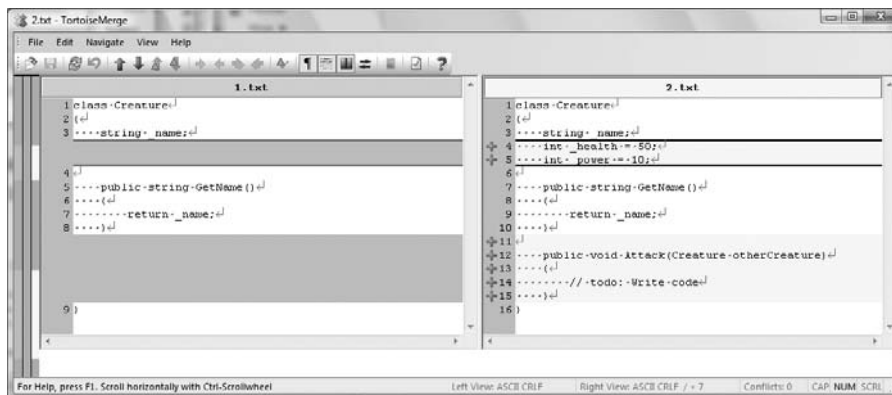 2.txt - TortoiseMerge
File Edit Navigate View Help
1.txt
1 class·Creature↵
2 {↵
3 ····string·_name;↵
4 ↵
5 ····public·string·GetName()↵
6 ····{↵
7 ········return·_name;↵
8 ····}↵
9 }
2.txt
1 class·Creature↵
2 {↵
3 ····string·_name;↵
4 ····int·_health·=·50;↵
5 ····int·_power·=·10;↵
6 ↵
7 ····public·string·GetName()↵
8 ····{↵
9 ········return·_name;↵
10 ····}↵
11 ↵
12 ····public·void·Attack(Creature·otherCreature)↵
13 ····{↵
14 ········//·todo:·Write·code↵
15 ····}↵
16 }
For Help, press F1. Scroll horizontally with Ctrl-Scrollwheel Left View: ASCII CRLF Right View: ASCII CRLF / + 7 Conflicts: 0 CAP NUM SCRL